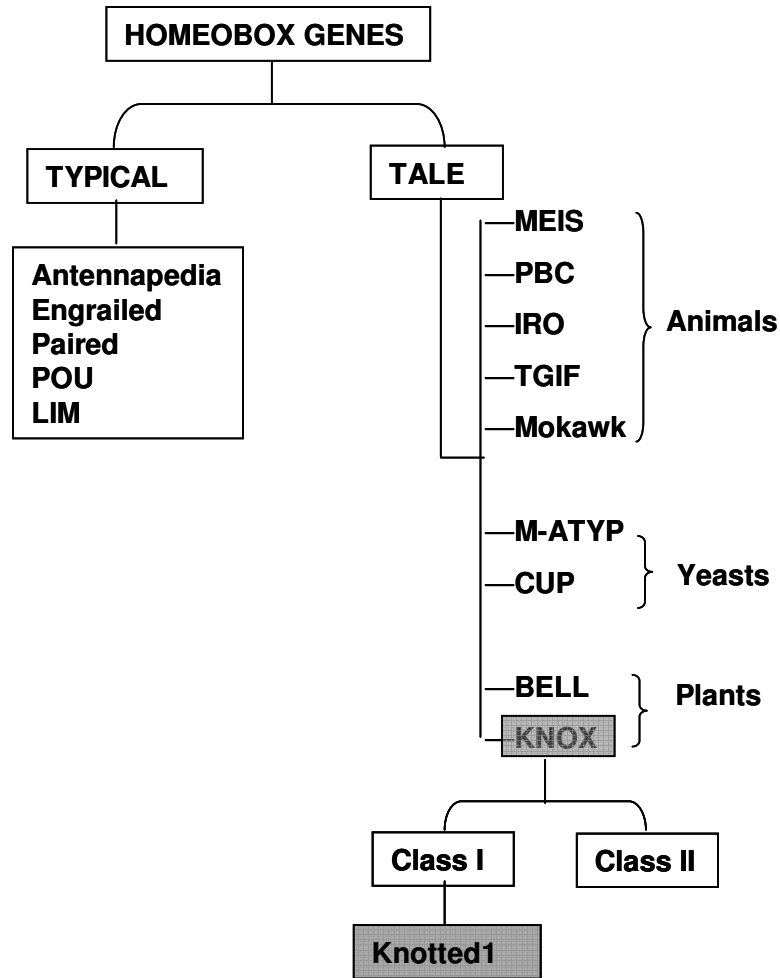 HOMEOBOX GENES
TYPICAL
TALE
Antennapedia
Engrailed
Paired
POU
LIM
MEIS
PBC
IRO
TGIF
Mokawk
Animals
M-ATYP
CUP
Yeasts
BELL
KNOX
Plants
Class I
Class II
Knotted1